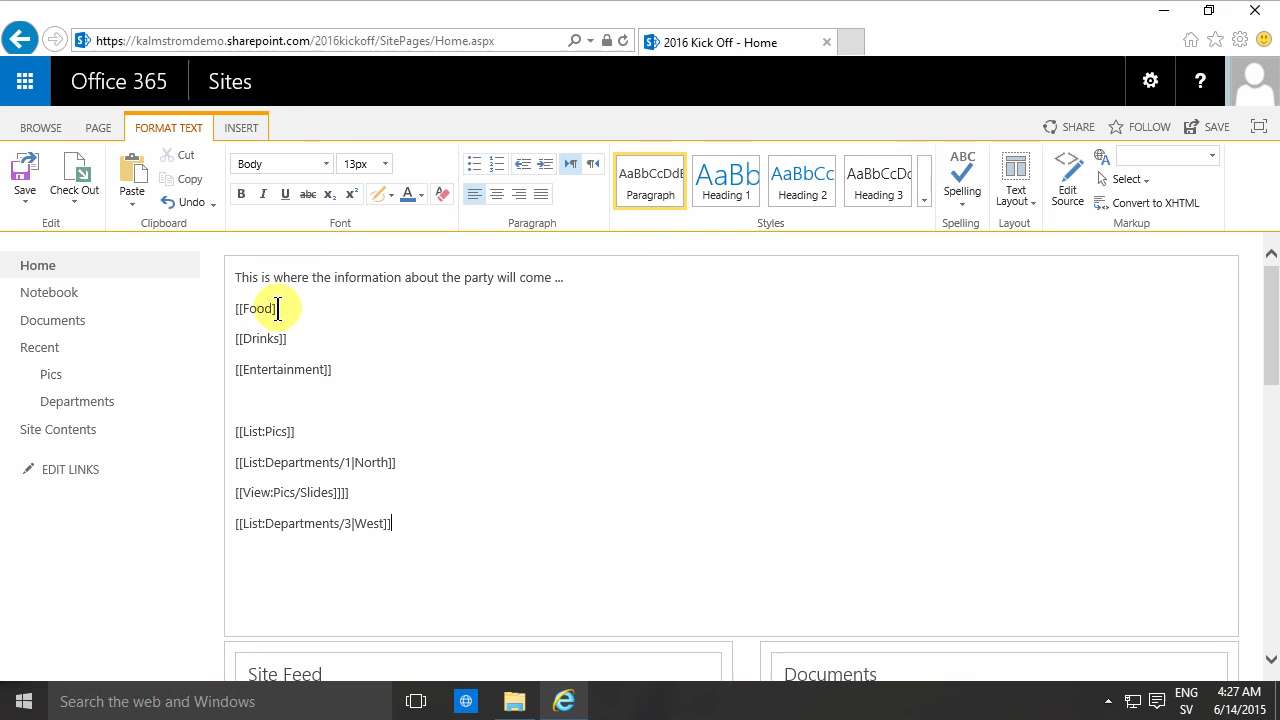 https://kalmstromdemo.sharepoint.com/2016kickoff/SitePages/Home.aspx
2016 Kick Off - Home
Office 365 Sites
BROWSE PAGE FORMAT TEXT INSERT SHARE FOLLOW SAVE
Save
Check Out
Edit
Paste
Cut
Copy
Undo
Clipboard
Body 13px
B I U abc x₂ x² A
Font
Paragraph
AaBbCcDdE
Paragraph
AaBb
Heading 1
AaBbCc
Heading 2
AaBbCcDc
Heading 3
Styles
ABC
Spelling
Spelling
Text
Layout
Layout
Edit
Source
Select
Convert to XHTML
Markup
Home
Notebook
Documents
Recent
Pics
Departments
Site Contents
EDIT LINKS
This is where the information about the party will come ...
[[Food]
[[Drinks]]
[[Entertainment]]
[[List:Pics]]
[[List:Departments/1|North]]
[[View:Pics/Slides]]]]
[[List:Departments/3|West]]
Site Feed
Documents
Search the web and Windows
ENG
SV
4:27 AM
6/14/2015